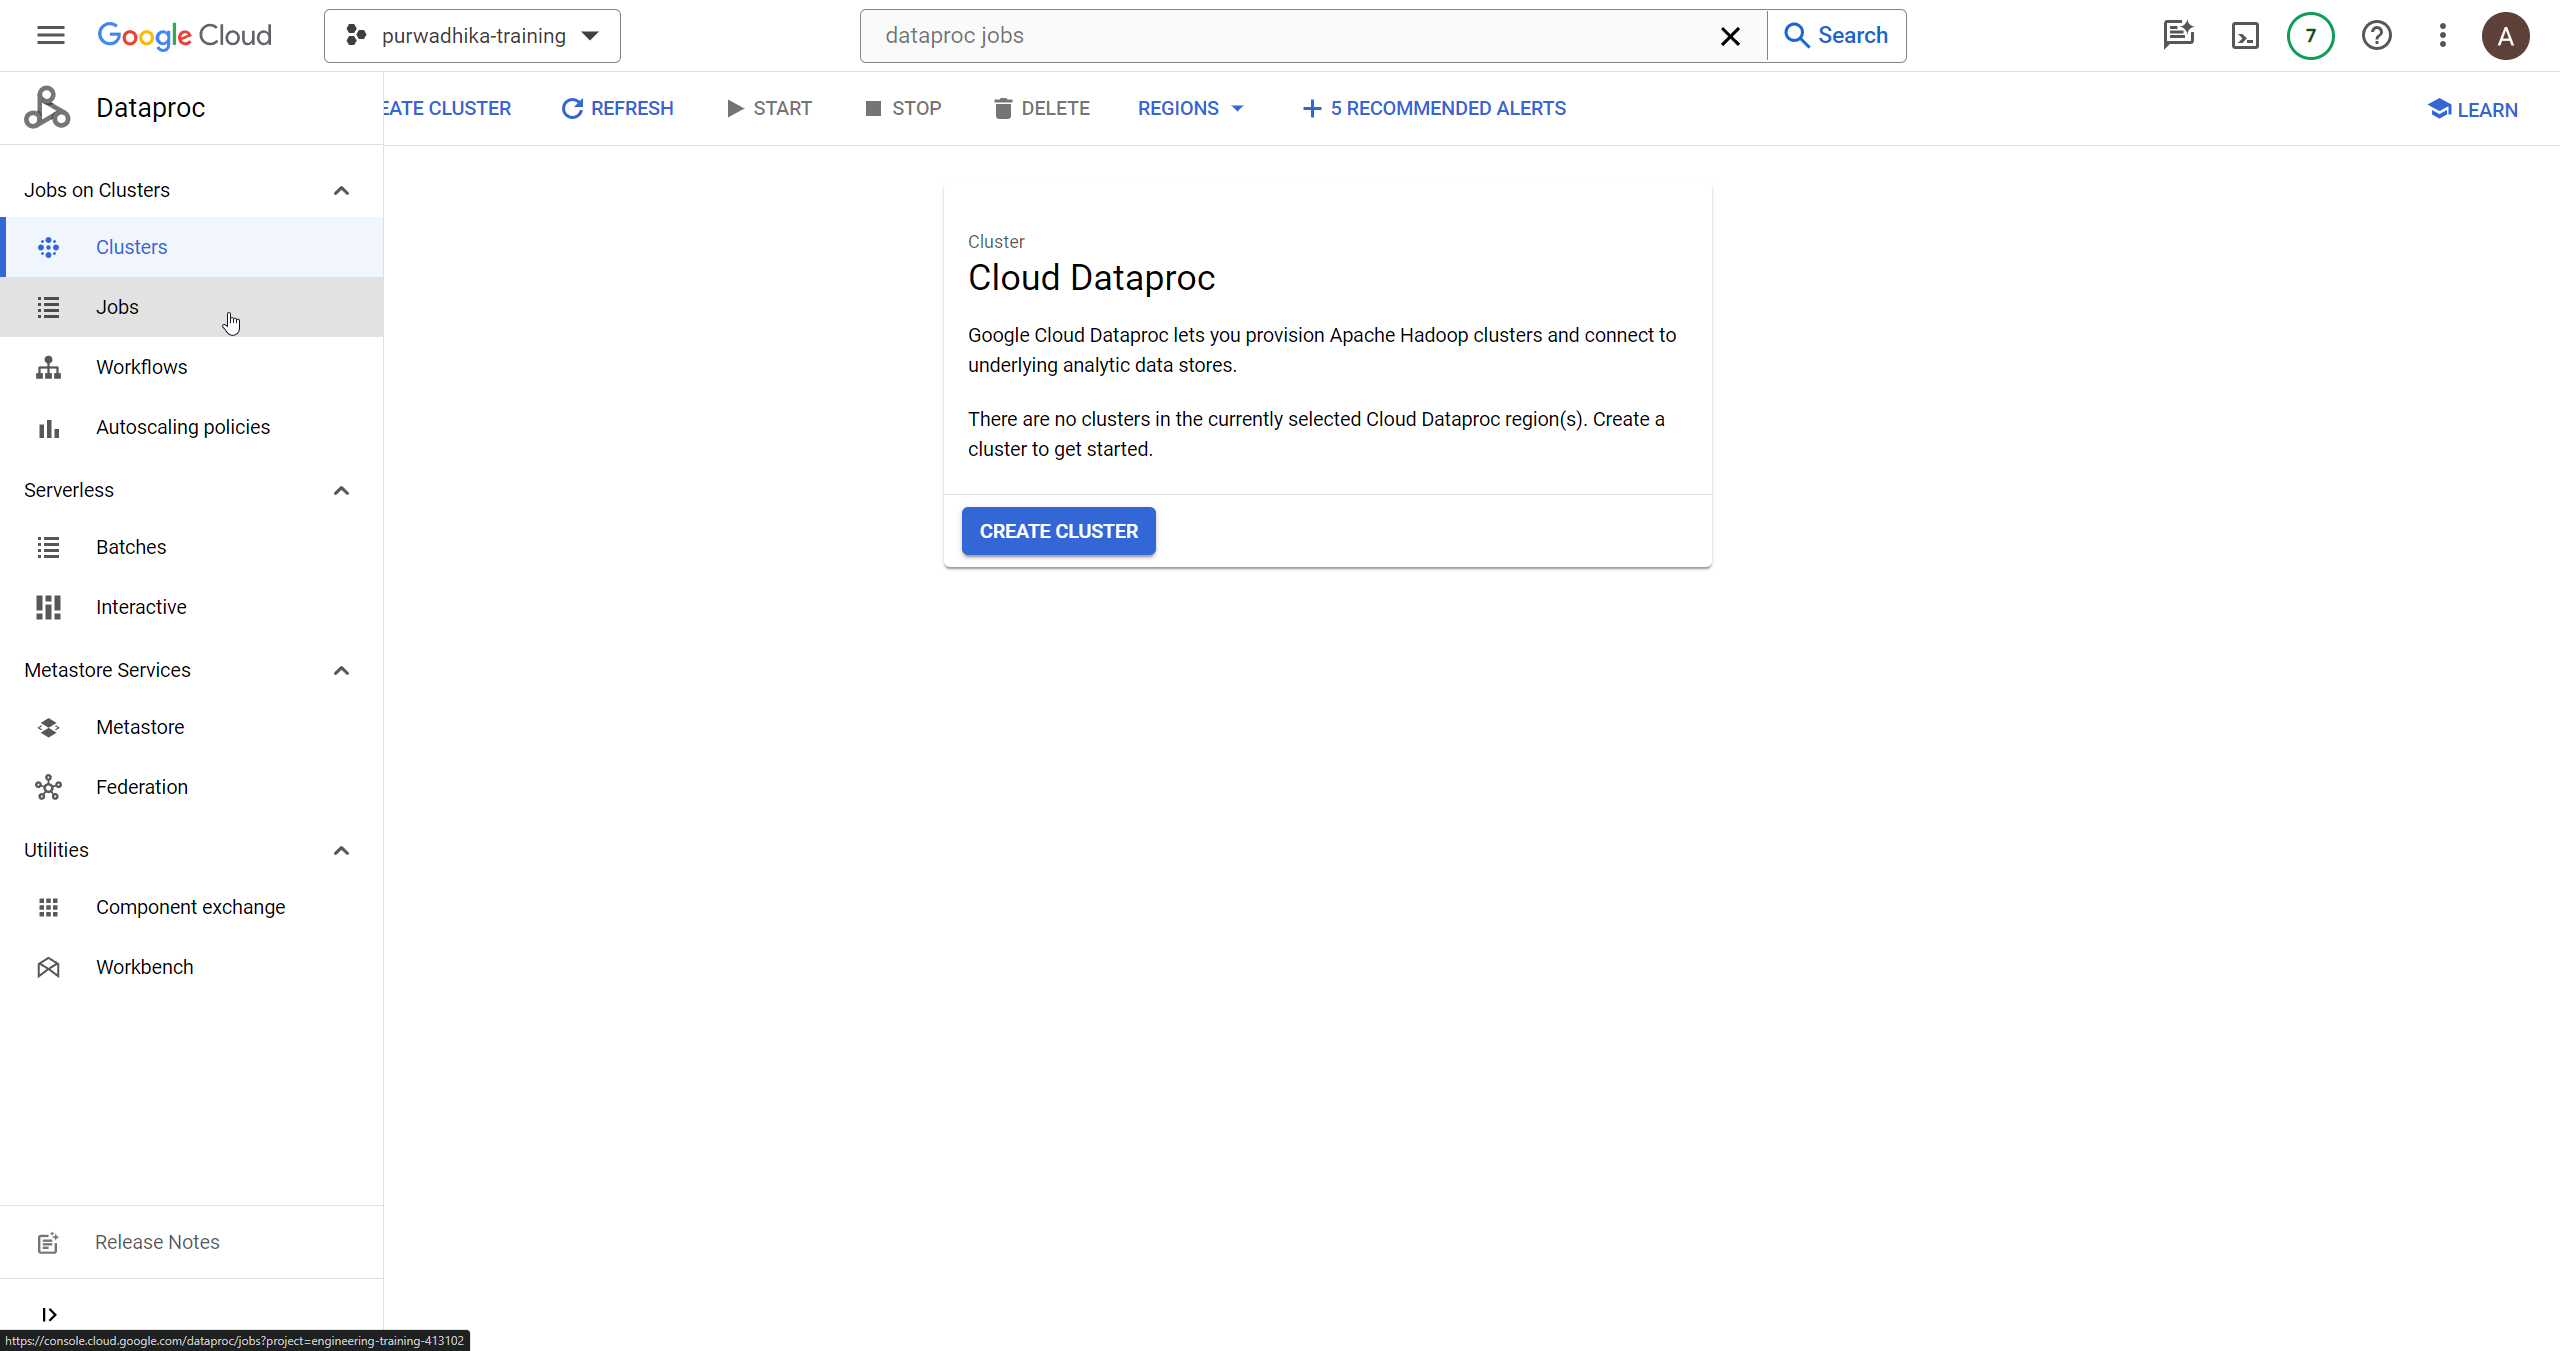 Google Cloud
purwadhika-training
dataproc jobs
Search
7
A
Dataproc
EATE CLUSTER
REFRESH
START
STOP
DELETE
REGIONS
5 RECOMMENDED ALERTS
LEARN
Jobs on Clusters
Clusters
Jobs
Workflows
Autoscaling policies
Serverless
Batches
Interactive
Metastore Services
Metastore
Federation
Utilities
Component exchange
Workbench
Release Notes
Cluster
Cloud Dataproc
Google Cloud Dataproc lets you provision Apache Hadoop clusters and connect to
underlying analytic data stores.
There are no clusters in the currently selected Cloud Dataproc region(s). Create a
cluster to get started.
CREATE CLUSTER
https://console.cloud.google.com/dataproc/jobs?project=engineering-training-413102